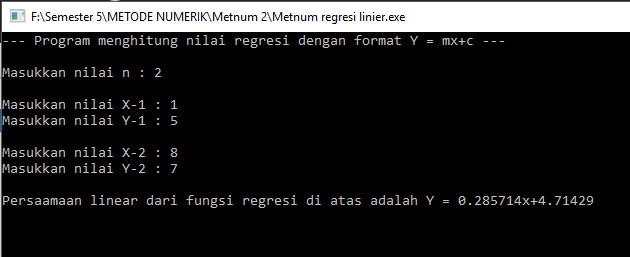 F:\Semester 5\METODE NUMERIK\Metnum 2\Metnum regresi linier.exe
--- Program menghitung nilai regresi dengan format Y = mx+c ---
Masukkan nilai n : 2
Masukkan nilai X-1 : 1
Masukkan nilai Y-1 : 5
Masukkan nilai X-2 : 8
Masukkan nilai Y-2 : 7
Persaamaan linear dari fungsi regresi di atas adalah Y = 0.285714x+4.71429